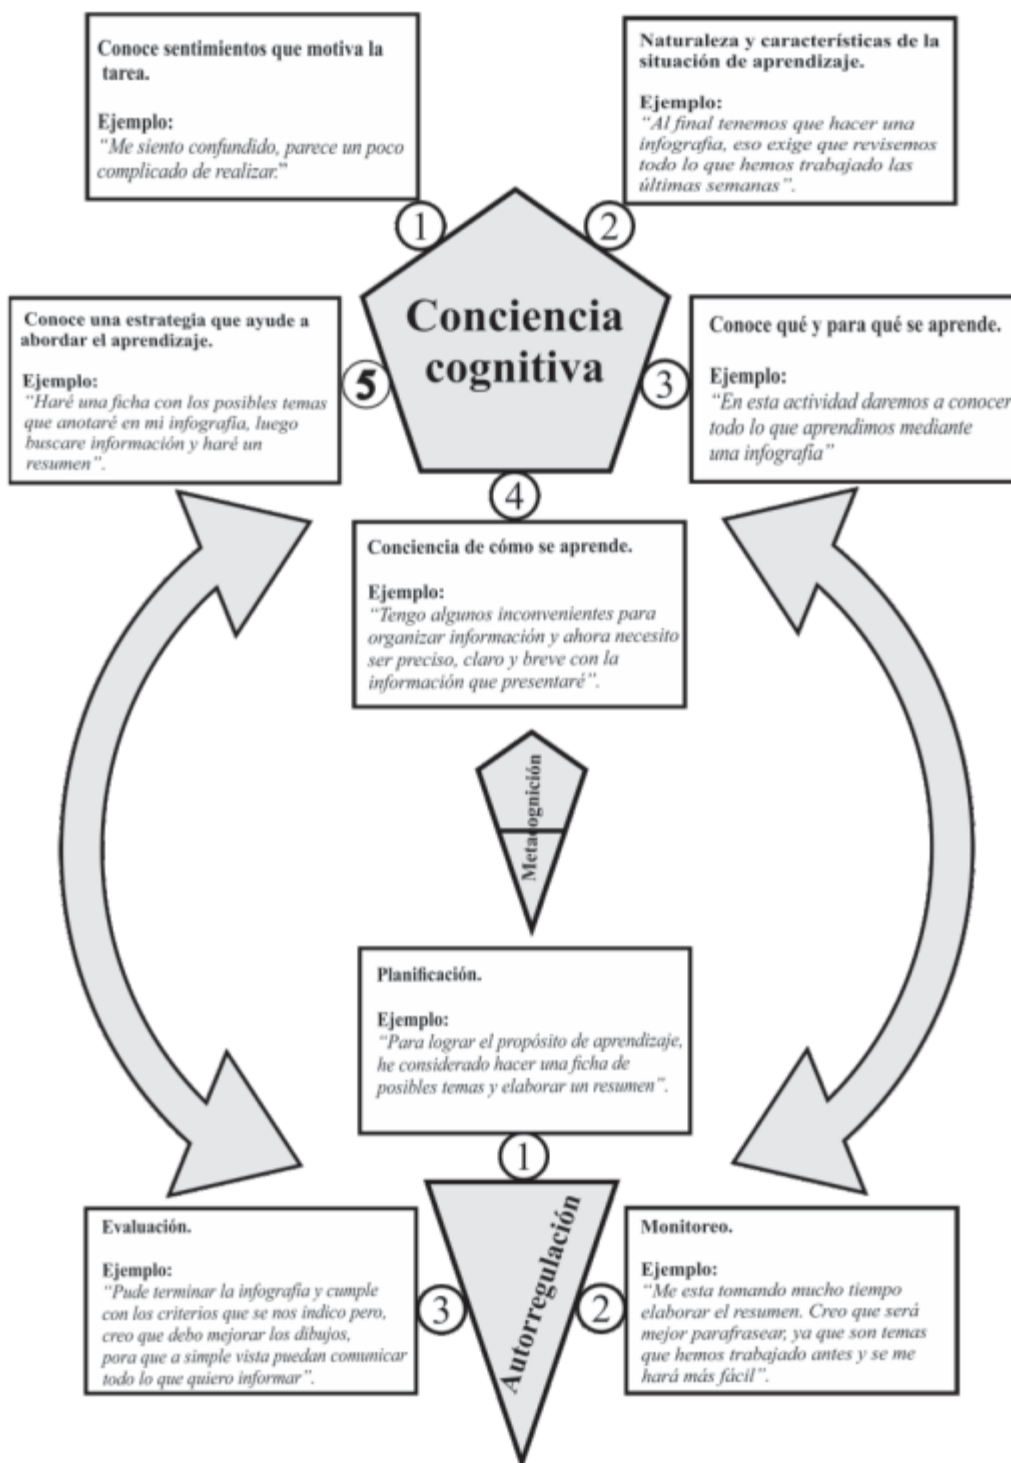 Conoce sentimientos que motiva la
tarea.
Ejemplo:
“Me siento confundido, parece un poco
complicado de realizar.”
1
Naturaleza y características de la
situación de aprendizaje.
Ejemplo:
“Al final tenemos que hacer una
infografia, eso exige que revisemos
todo lo que hemos trabajado las
últimas semanas”.
2
Conciencia
cognitiva
Conoce una estrategia que ayude a
abordar el aprendizaje.
Ejemplo:
“Haré una ficha con los posibles temas
que anotaré en mi infografía, luego
buscare información y haré un
resumen”.
5
Conoce qué y para qué se aprende.
Ejemplo:
“En esta actividad daremos a conocer
todo lo que aprendimos mediante
una infografía”
3
4
Conciencia de cómo se aprende.
Ejemplo:
“Tengo algunos inconvenientes para
organizar información y ahora necesito
ser preciso, claro y breve con la
información que presentaré”.
Metacognición
Planificación.
Ejemplo:
“Para lograr el propósito de aprendizaje,
he considerado hacer una ficha de
posibles temas y elaborar un resumen”.
1
Autorregulación
Evaluación.
Ejemplo:
“Pude terminar la infografía y cumple
con los criterios que se nos indico pero,
creo que debo mejorar los dibujos,
pora que a simple vista puedan comunicar
todo lo que quiero informar”.
3
Monitoreo.
Ejemplo:
“Me esta tomando mucho tiempo
elaborar el resumen. Creo que será
mejor parafrasear, ya que son temas
que hemos trabajado antes y se me
hará más fácil”.
2